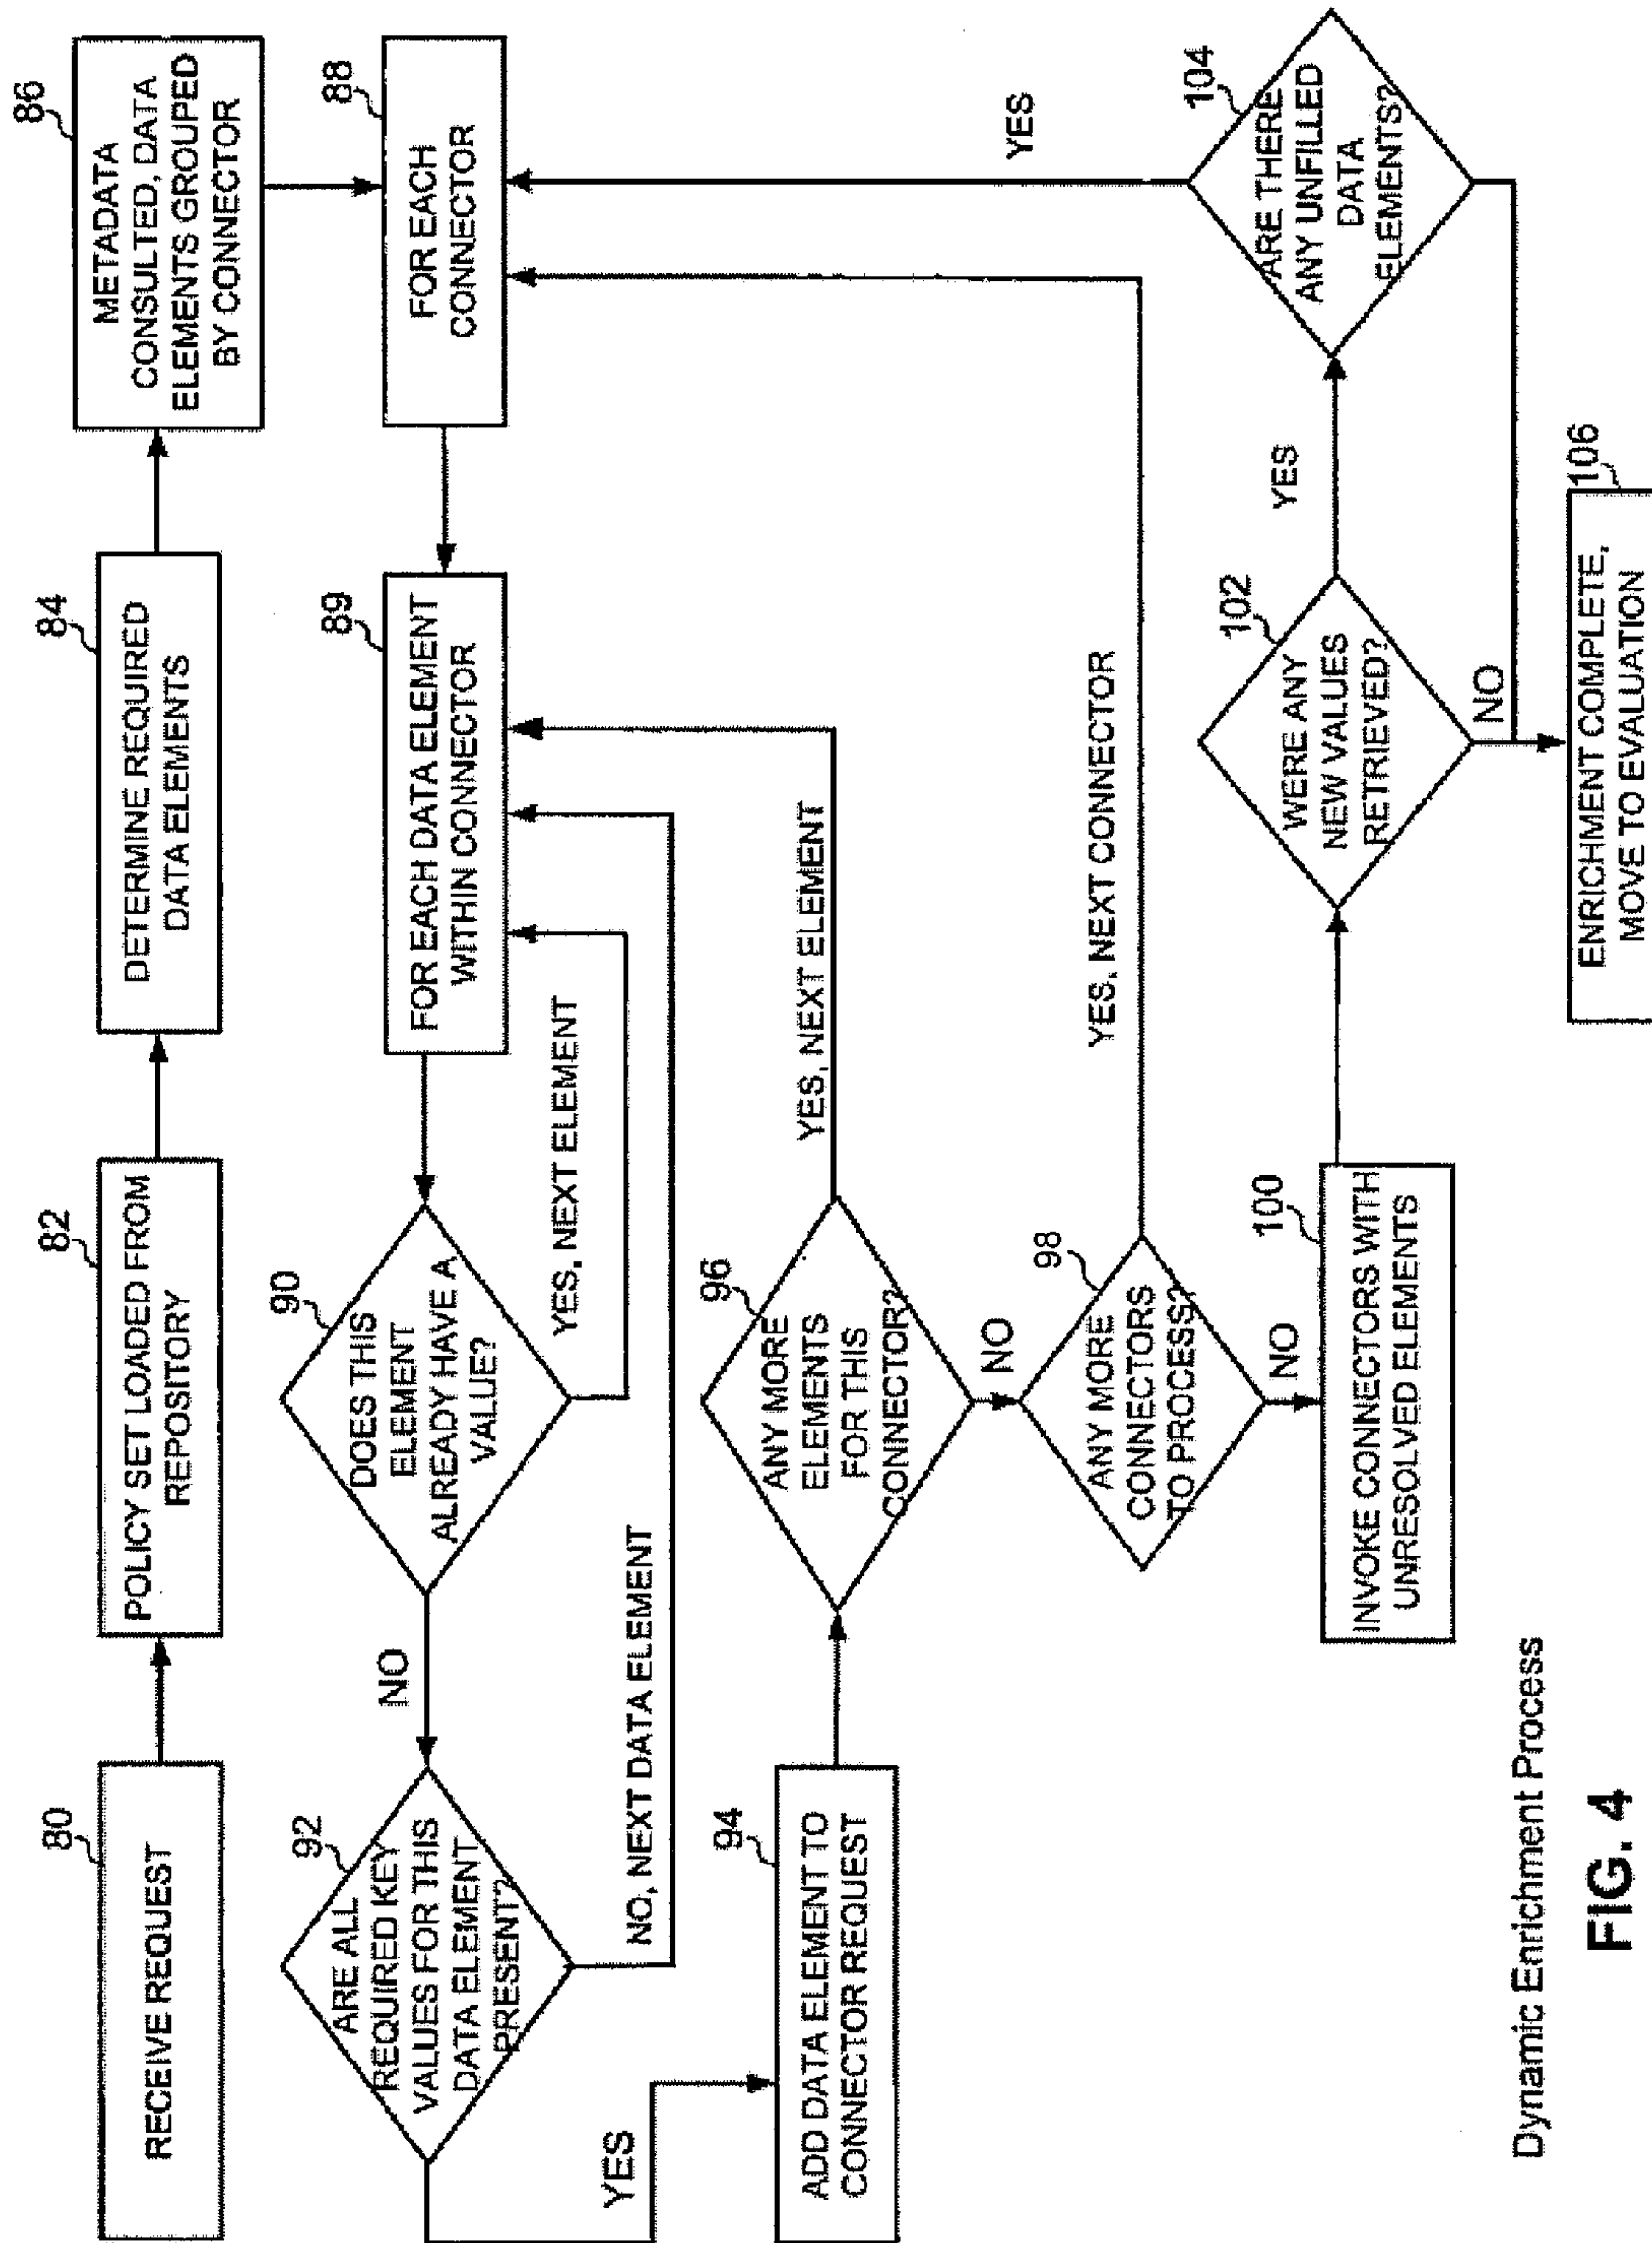 80
RECEIVE REQUEST
82
POLICY SET LOADED FROM
REPOSITORY
84
DETERMINE REQUIRED
DATA ELEMENTS
86
METADATA
CONSULTED, DATA
ELEMENTS GROUPED
BY CONNECTOR
88
FOR EACH
CONNECTOR
89
FOR EACH DATA ELEMENT
WITHIN CONNECTOR
90
DOES THIS
ELEMENT
ALREADY HAVE A
VALUE?
YES, NEXT ELEMENT
NO
92
ARE ALL
REQUIRED KEY
VALUES FOR THIS
DATA ELEMENT
PRESENT?
NO, NEXT DATA ELEMENT
YES
94
ADD DATA ELEMENT TO
CONNECTOR REQUEST
96
ANY MORE
ELEMENTS
FOR THIS
CONNECTOR?
YES, NEXT ELEMENT
NO
98
ANY MORE
CONNECTORS
TO PROCESS?
YES, NEXT CONNECTOR
NO
100
INVOKE CONNECTORS WITH
UNRESOLVED ELEMENTS
102
WERE ANY
NEW VALUES
RETRIEVED?
YES
NO
104
ARE THERE
ANY UNFILLED
DATA
ELEMENTS?
YES
106
ENRICHMENT COMPLETE,
MOVE TO EVALUATION
Dynamic Enrichment Process
FIG. 4